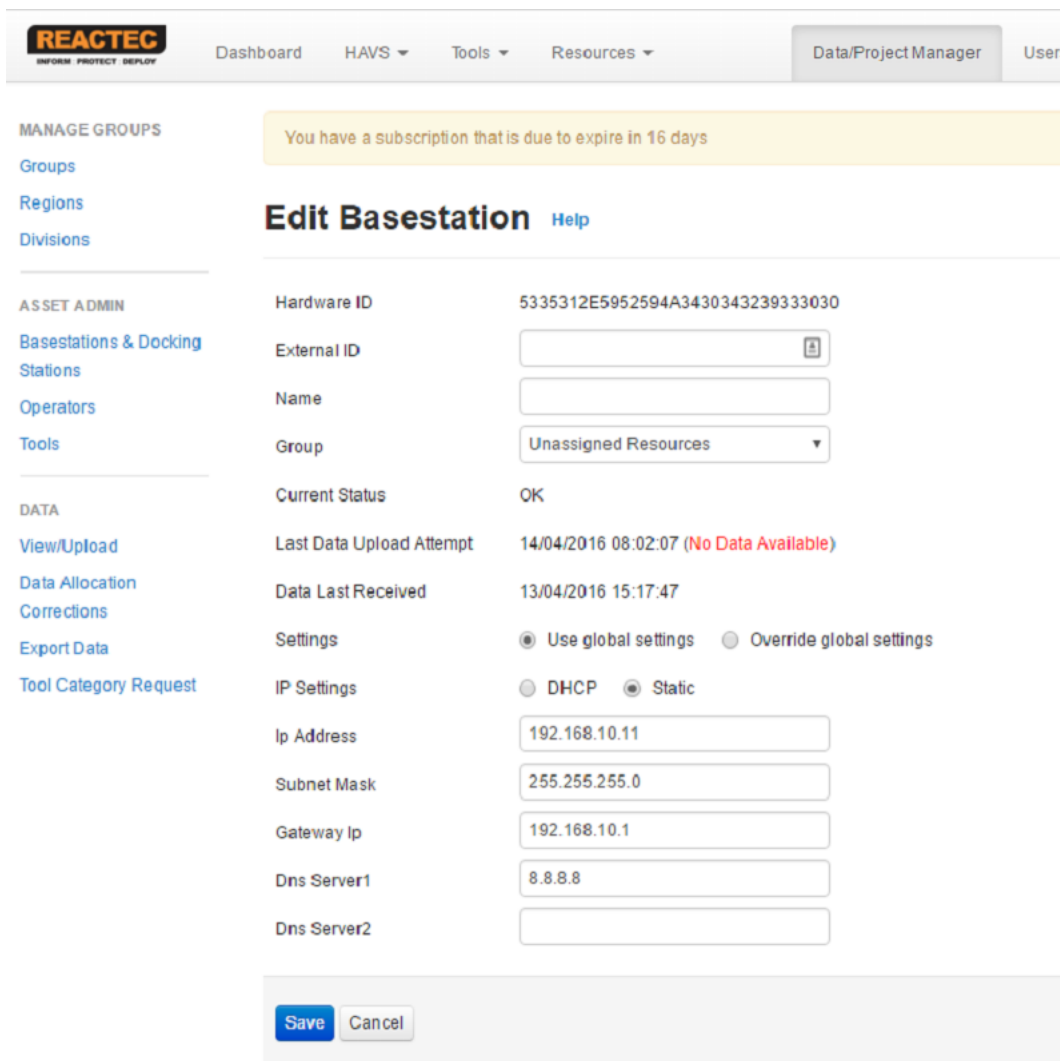 REACTEC
INFORM PROTECT DEPLOY
Dashboard HAVS Tools Resources Data/Project Manager User
MANAGE GROUPS
Groups
Regions
Divisions
ASSET ADMIN
Basestations & Docking
Stations
Operators
Tools
DATA
View/Upload
Data Allocation
Corrections
Export Data
Tool Category Request
You have a subscription that is due to expire in 16 days
Edit Basestation Help
Hardware ID 5335312E5952594A3430343239333030
External ID
Name
Group Unassigned Resources
Current Status OK
Last Data Upload Attempt 14/04/2016 08:02:07 (No Data Available)
Data Last Received 13/04/2016 15:17:47
Settings Use global settings Override global settings
IP Settings DHCP Static
Ip Address 192.168.10.11
Subnet Mask 255.255.255.0
Gateway Ip 192.168.10.1
Dns Server1 8.8.8.8
Dns Server2
Save Cancel